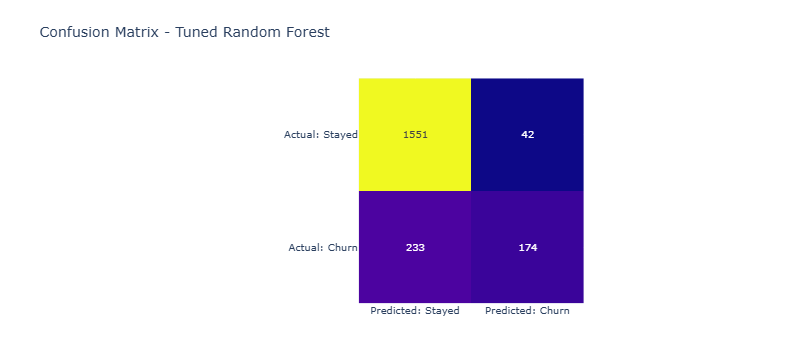 Confusion Matrix - Tuned Random Forest
Actual: Stayed 1551 42
Actual: Churn 233 174
Predicted: Stayed Predicted: Churn